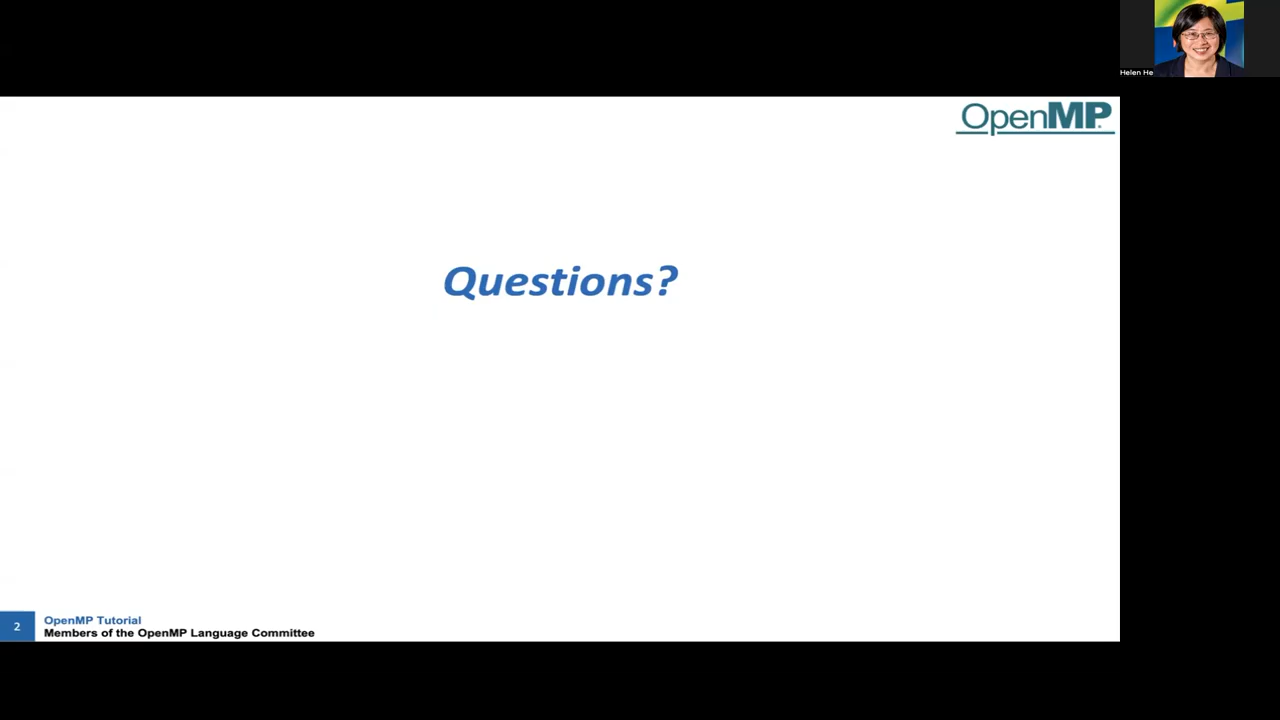 Helen He
OpenMP
Questions?
2
OpenMP Tutorial
Members of the OpenMP Language Committee